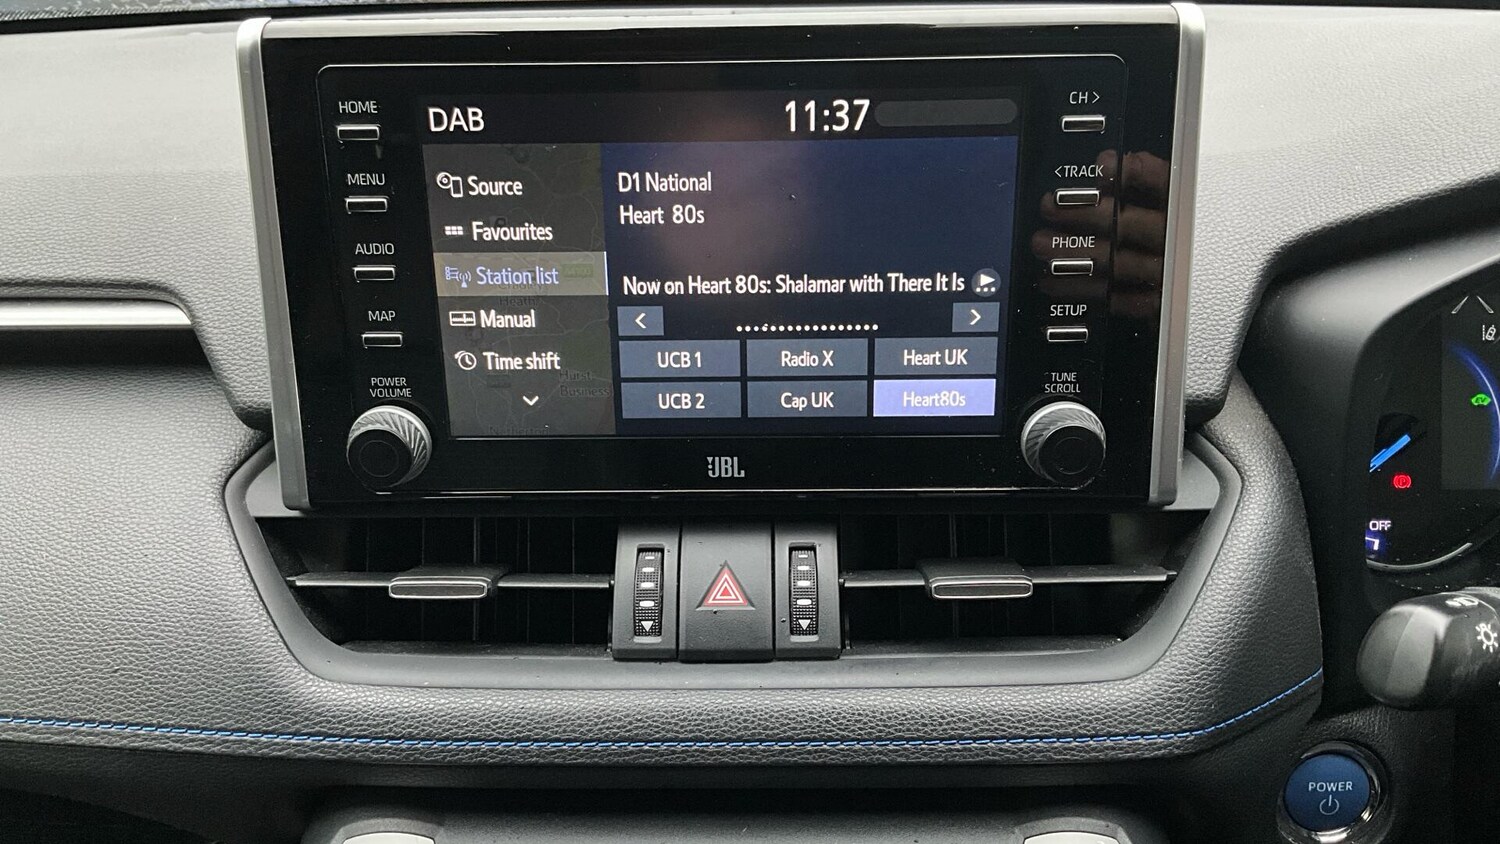 HOME
MENU
AUDIO
MAP
POWER
VOLUME
DAB
11:37
Source
Favourites
Station list
Manual
Time shift
D1 National
Heart 80s
Now on Heart 80s: Shalamar with There It Is
<
>
UCB 1
Radio X
Heart UK
UCB 2
Cap UK
Heart80s
Hurst
Business
CH >
< TRACK
PHONE
SETUP
TUNE
SCROLL
JBL
OFF
POWER